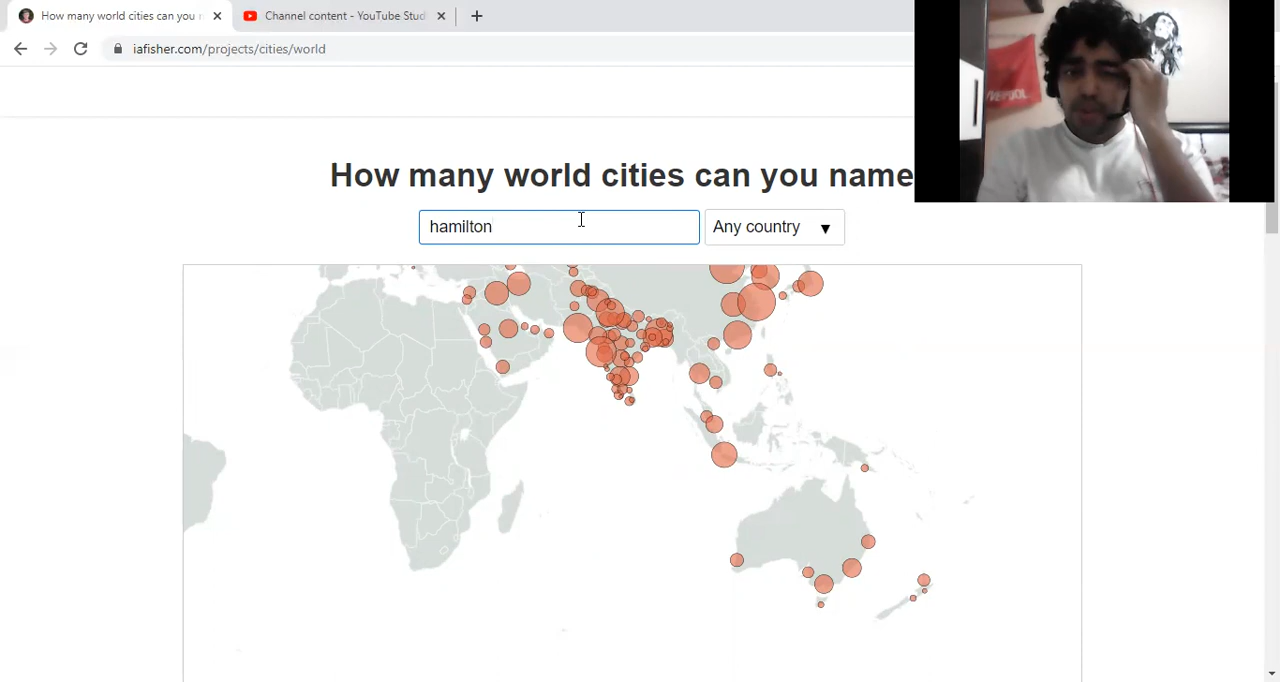 How many world cities can you n
Channel content - YouTube Stud
iafisher.com/projects/cities/world
How many world cities can you name
hamilton
Any country
VERPOOL